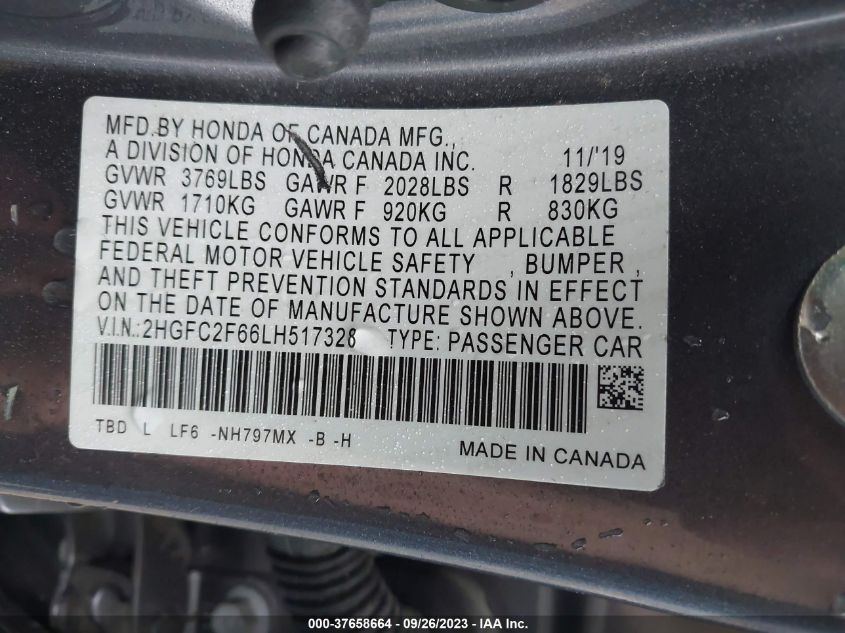 MFD.BY HONDA OF CANADA MFG.,
A DIVISION OF HONDA CANADA INC. 11/'19
GVWR 3769LBS GAWR F 2028LBS R 1829LBS
GVWR 1710KG GAWR F 920KG R 830KG
THIS VEHICLE CONFORMS TO ALL APPLICABLE
FEDERAL MOTOR VEHICLE SAFETY , BUMPER ,
AND THEFT PREVENTION STANDARDS IN EFFECT
ON THE DATE OF MANUFACTURE SHOWN ABOVE.
V.I.N.:2HGFC2F66LH517328 TYPE: PASSENGER CAR
TBD L LF6 -NH797MX -B -H MADE IN CANADA
000-37658664 / 09/26/2023 / IAA Inc.